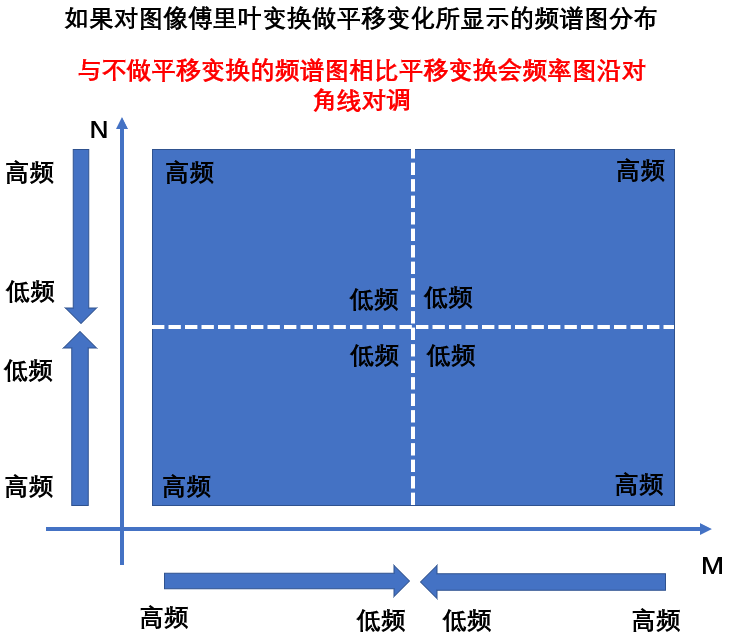 如果对图像傅里叶变换做平移变化所显示的频谱图分布
与不做平移变换的频谱图相比平移变换会频率图沿对
角线对调
N
高频
高频
高频
低频
低频
低频
低频
低频
低频
高频
高频
高频
M
高频
低频
低频
高频